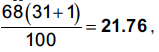 68(31+1)
100
= 21.76,